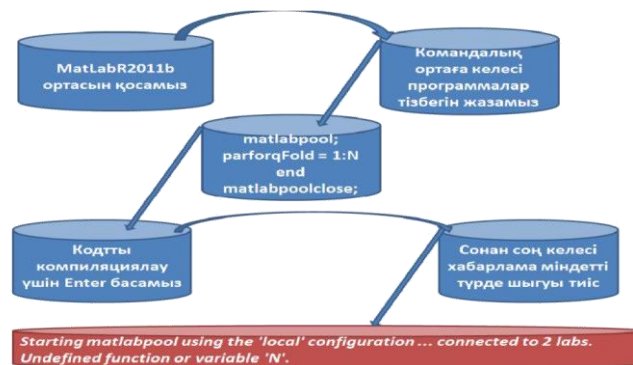 MatLabR2011b
ортасын қосамыз
Командалық
ортаға келесі
программалар
тізбегін жазамыз
matlabpool;
parforqFold = 1:N
end
matlabpoolclose;
Кодтты
компиляциялау
үшін Enter басамыз
Сонан соң келесі
хабарлама міндетті
түрде шығуы тиіс
Starting matlabpool using the 'local' configuration ... connected to 2 labs.
Undefined function or variable 'N'.